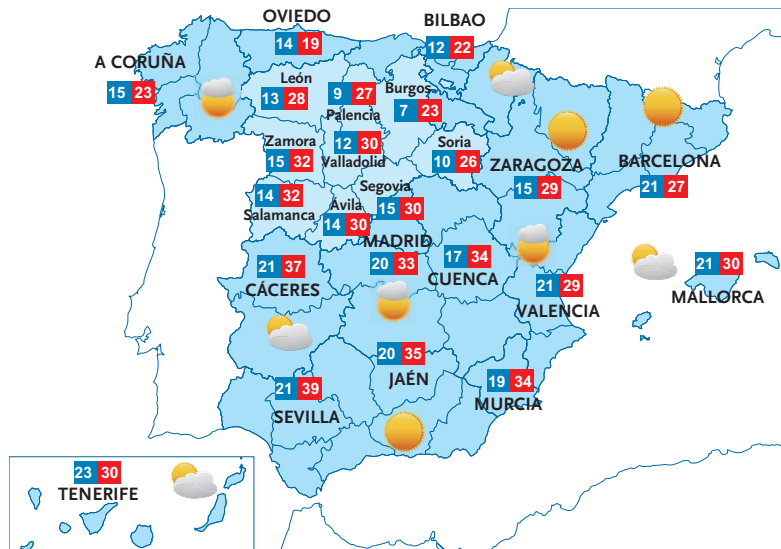 OVIEDO
14 19
BILBAO
12 22
A CORUÑA
15 23
León
13 28
9 27
Palencia
Burgos
7 23
Zamora
15 32
12 30
Valladolid
Soria
10 26
ZARAGOZA
15 29
BARCELONA
21 27
14 32
Salamanca
Ávila
14 30
Segovia
15 30
MADRID
20 33
17 34
CUENCA
21 37
CÁCERES
21 29
VALENCIA
21 30
MALLORCA
20 35
JAÉN
19 34
MURCIA
21 39
SEVILLA
23 30
TENERIFE